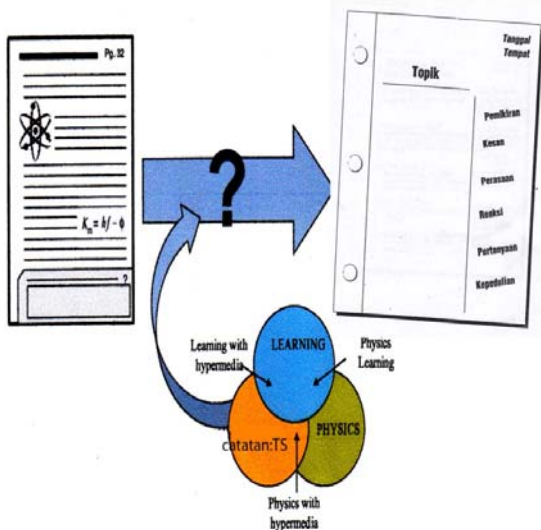 Pg. 32
Km = hf − ϕ
?
?
Tanggal
Tempat
Topik
Pemikiran
Kesan
Perasaan
Reaksi
Pertanyaan
Kepedulian
Learning with
hypermedia
LEARNING
Physics
Learning
catatan:TS
PHYSICS
Physics with
hypermedia